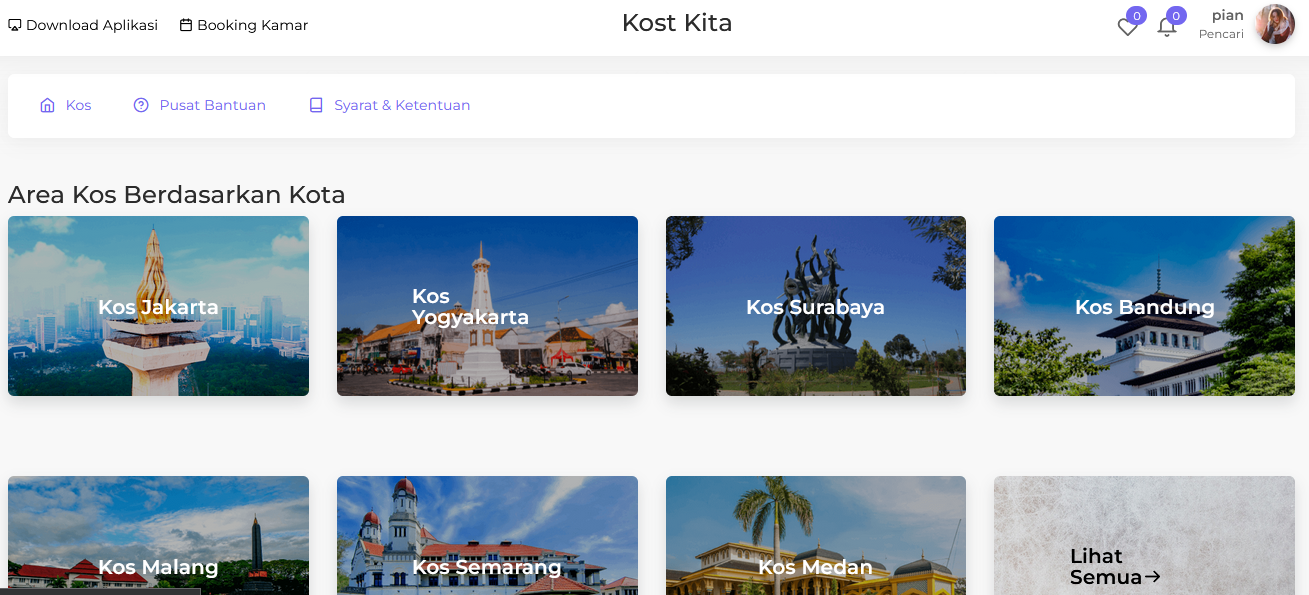 Download Aplikasi
Booking Kamar
Kost Kita
0
0
pian
Pencari
Kos
Pusat Bantuan
Syarat & Ketentuan
Area Kos Berdasarkan Kota
Kos Jakarta
Kos
Yogyakarta
Kos Surabaya
Kos Bandung
Kos Malang
Kos Semarang
Kos Medan
Lihat
Semua→